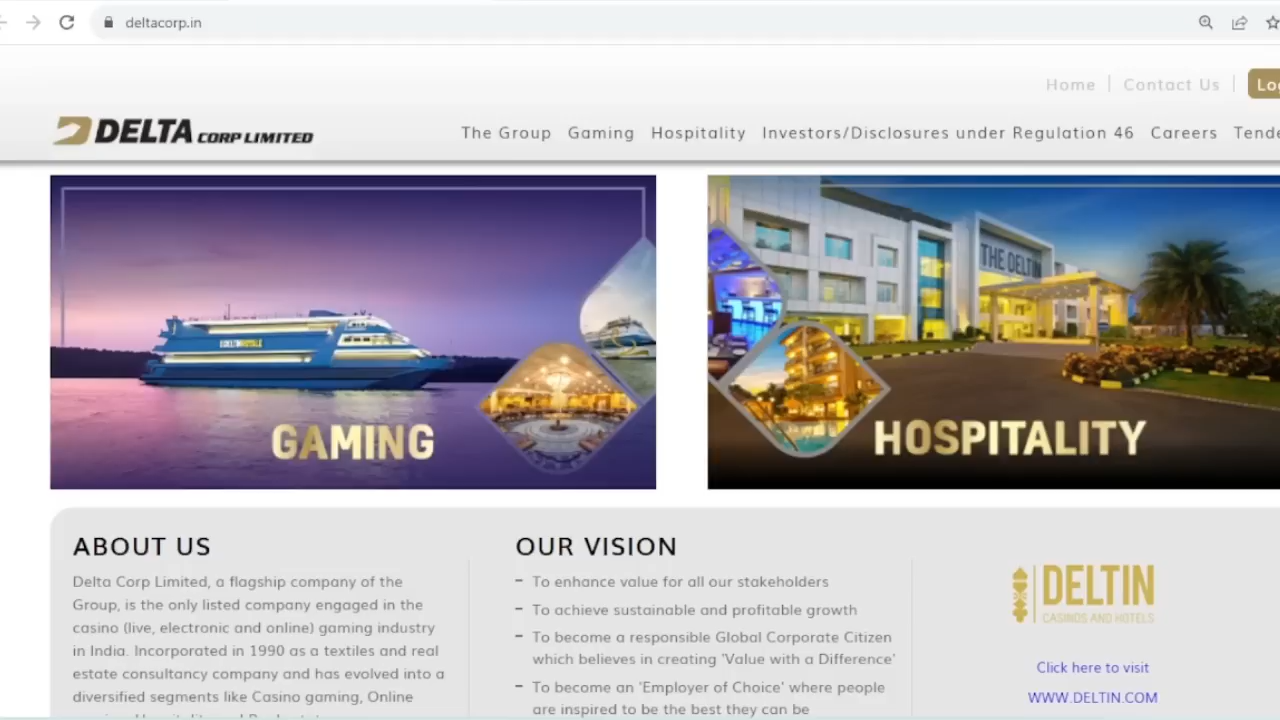 deltacorp.in
Home | Contact Us |
DELTA CORP LIMITED
The Group Gaming Hospitality Investors/Disclosures under Regulation 46 Careers
THE DELTIN
GAMING
HOSPITALITY
ABOUT US
Delta Corp Limited, a flagship company of the
Group, is the only listed company engaged in the
casino (live, electronic and online) gaming industry
in India. Incorporated in 1990 as a textiles and real
estate consultancy company and has evolved into a
diversified segments like Casino gaming, Online
OUR VISION
- To enhance value for all our stakeholders
- To achieve sustainable and profitable growth
- To become a responsible Global Corporate Citizen
which believes in creating 'Value with a Difference'
- To become an 'Employer of Choice' where people
are inspired to be the best they can be
DELTIN
CASINOS AND HOTELS
Click here to visit
WWW.DELTIN.COM